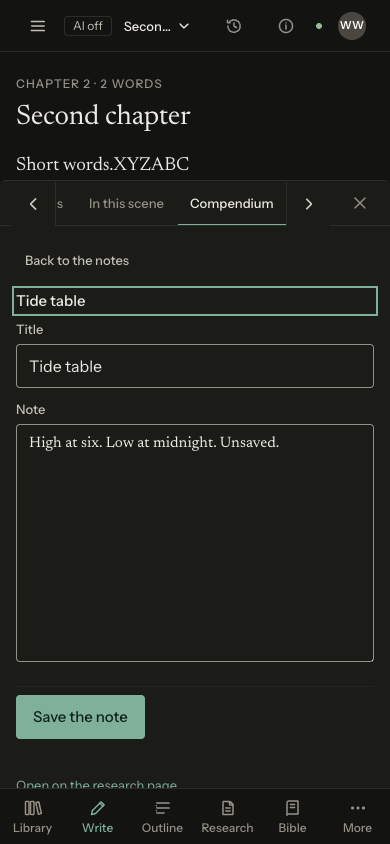 AI off Secon... WW
CHAPTER 2 · 2 WORDS
Second chapter
Short words.XYZABC
s In this scene Compendium
Back to the notes
Tide table
Title
Tide table
Note
High at six. Low at midnight. Unsaved.
Save the note
Open on the research page
Library Write Outline Research Bible More